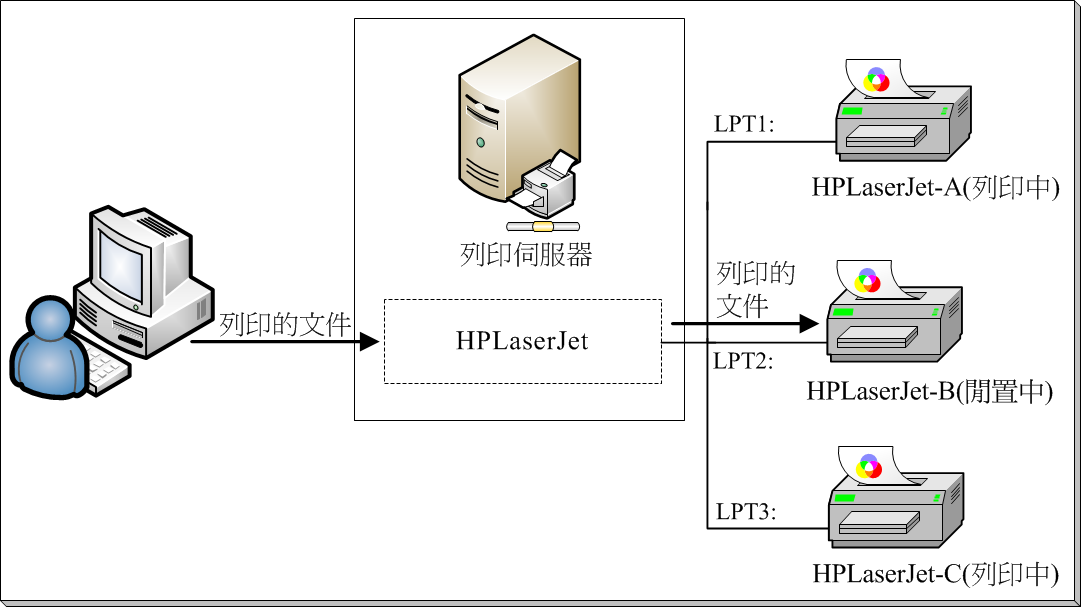 LPT1:
HPLaserJet-A(列印中)
列印伺服器
列印的
文件
列印的文件
HPLaserJet
LPT2:
HPLaserJet-B(閒置中)
LPT3:
HPLaserJet-C(列印中)